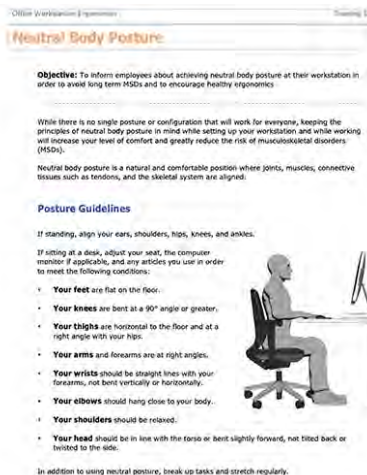 Office Workstation Ergonomics
Training
Neutral Body Posture
Objective: To inform employees about achieving neutral body posture at their workstation in
order to avoid long term MSDs and to encourage healthy ergonomics
While there is no single posture or configuration that will work for everyone, keeping the
principles of neutral body posture in mind while setting up your workstation and while working
will increase your level of comfort and greatly reduce the risk of musculoskeletal disorders
(MSDs).
Neutral body posture is a natural and comfortable position where joints, muscles, connective
tissues such as tendons, and the skeletal system are aligned.
Posture Guidelines
If standing, align your ears, shoulders, hips, knees, and ankles.
If sitting at a desk, adjust your seat, the computer
monitor if applicable, and any articles you use in order
to meet the following conditions:
• Your feet are flat on the floor.
• Your knees are bent at a 90° angle or greater.
• Your thighs are horizontal to the floor and at a
right angle with your hips.
• Your arms and forearms are at right angles.
• Your wrists should be straight lines with your
forearms, not bent vertically or horizontally.
• Your elbows should hang close to your body.
• Your shoulders should be relaxed.
• Your head should be in line with the torso or bent slightly forward, not tilted back or
twisted to the side.
In addition to using neutral posture, break up tasks and stretch regularly.